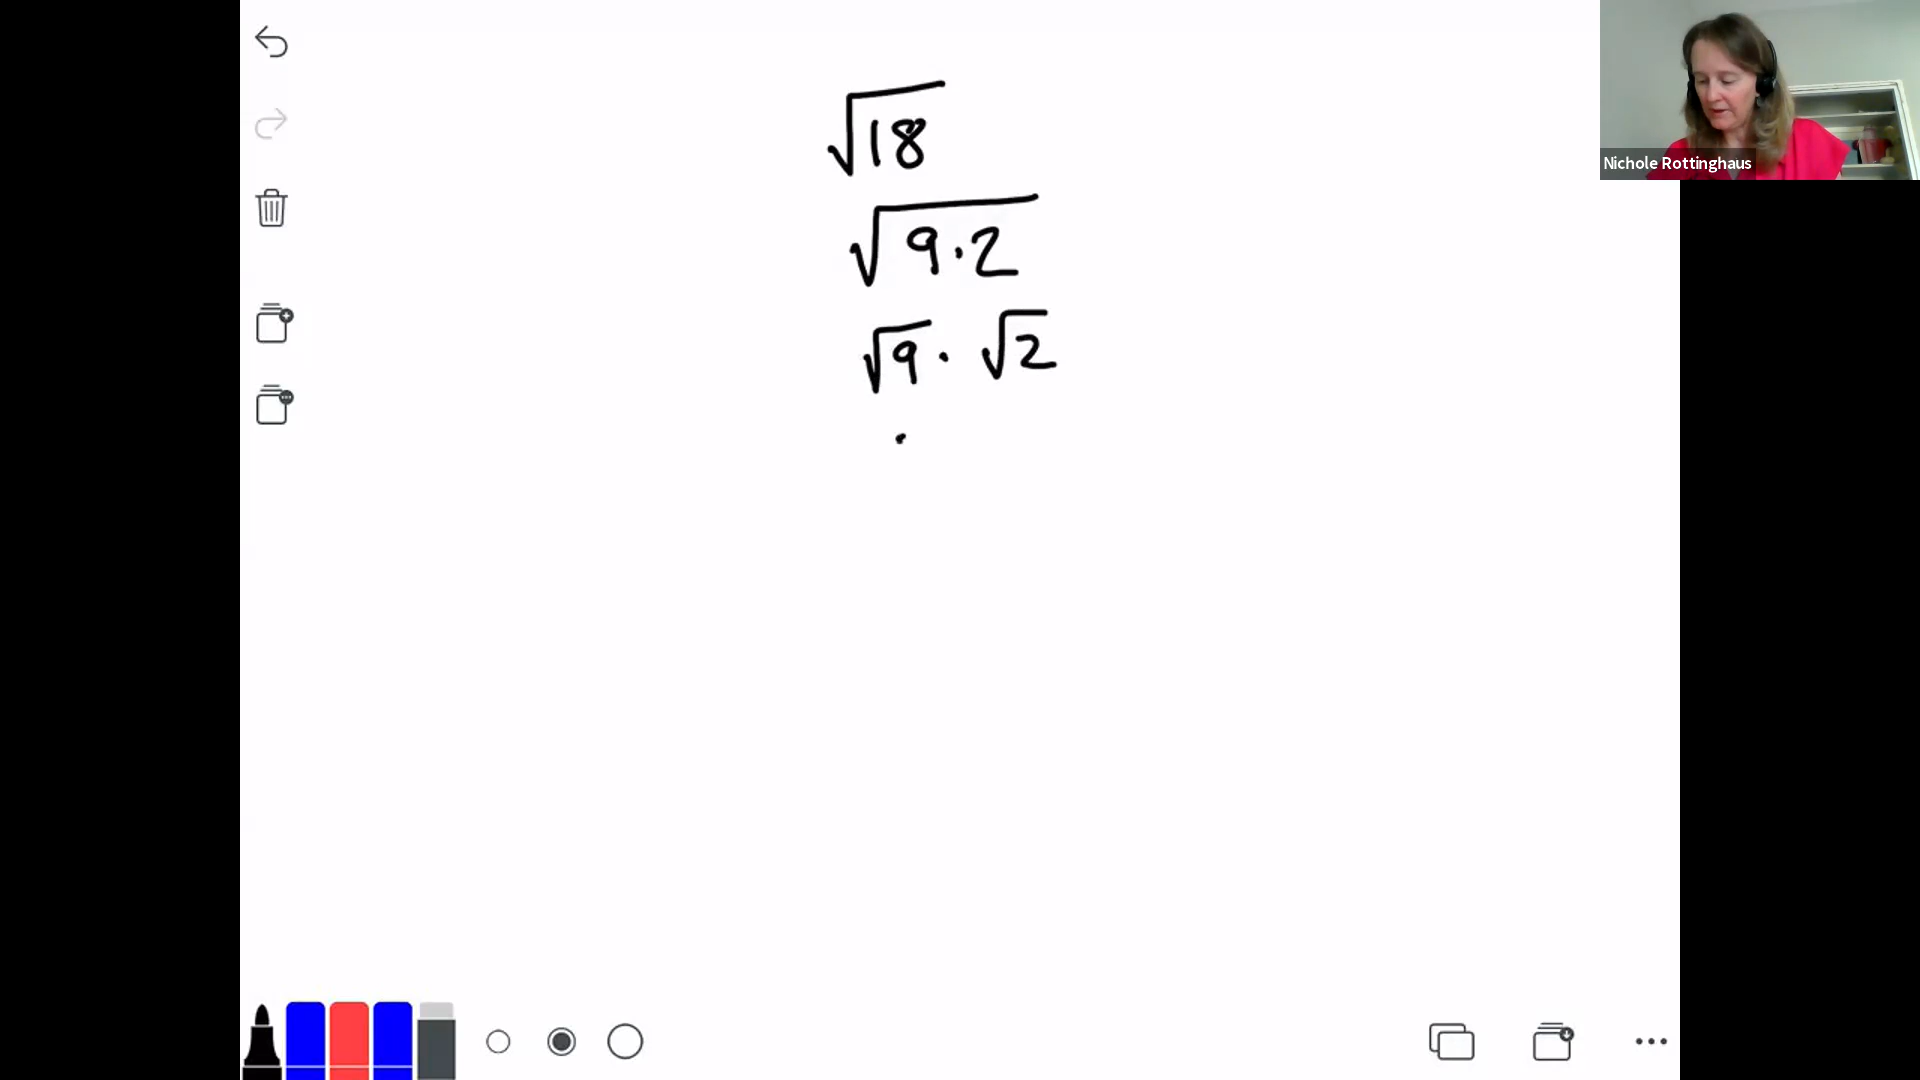 √18
√9·2
√9 · √2
.
Nichole Rottinghaus